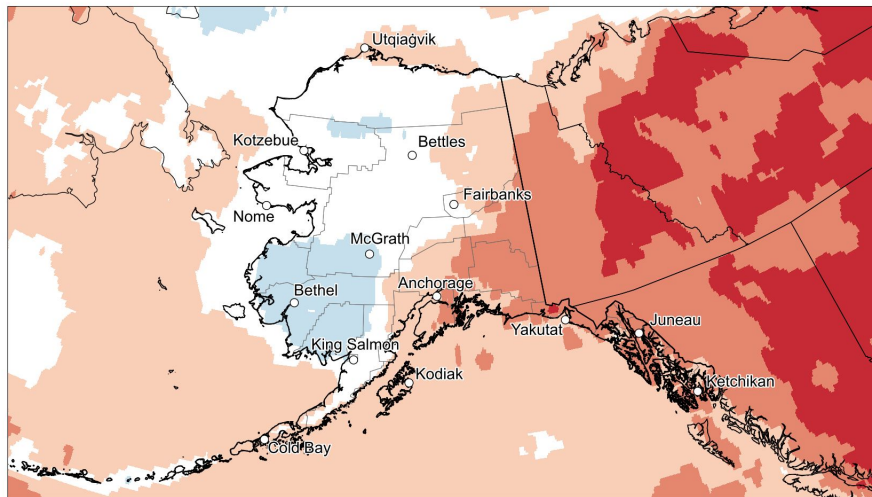 Utqiaġvik
Kotzebue
Bettles
Nome
Fairbanks
McGrath
Bethel
Anchorage
Yakutat
Juneau
King Salmon
Kodiak
Ketchikan
Cold Bay